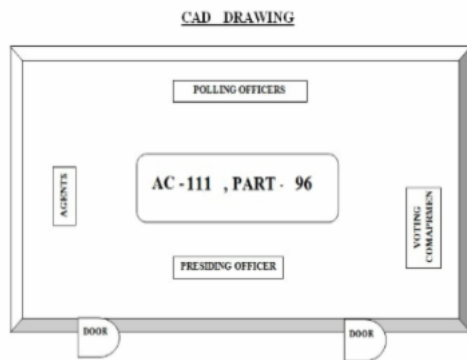 CAD DRAWING
POLLING OFFICERS
AGENTS
AC -111 , PART - 96
VOTING
COMAPRMEN
PRESIDING OFFICER
DOOR
DOOR